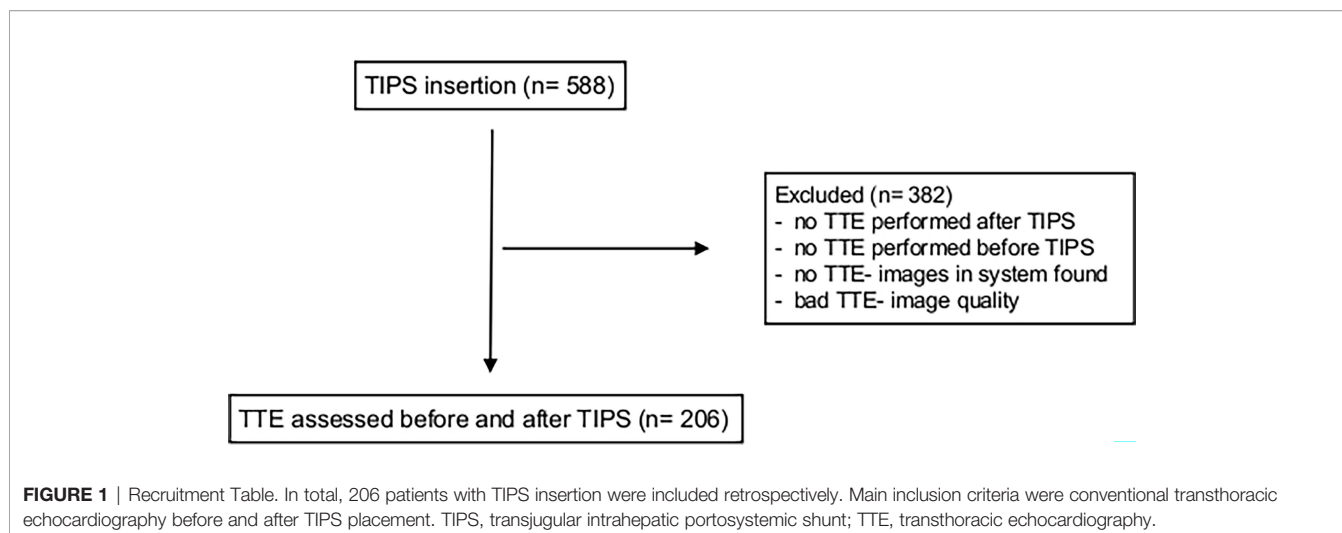 TIPS insertion (n= 588)
Excluded (n= 382)
- no TTE performed after TIPS
- no TTE performed before TIPS
- no TTE- images in system found
- bad TTE- image quality
TTE assessed before and after TIPS (n= 206)
FIGURE 1 | Recruitment Table. In total, 206 patients with TIPS insertion were included retrospectively. Main inclusion criteria were conventional transthoracic
echocardiography before and after TIPS placement. TIPS, transjugular intrahepatic portosystemic shunt; TTE, transthoracic echocardiography.